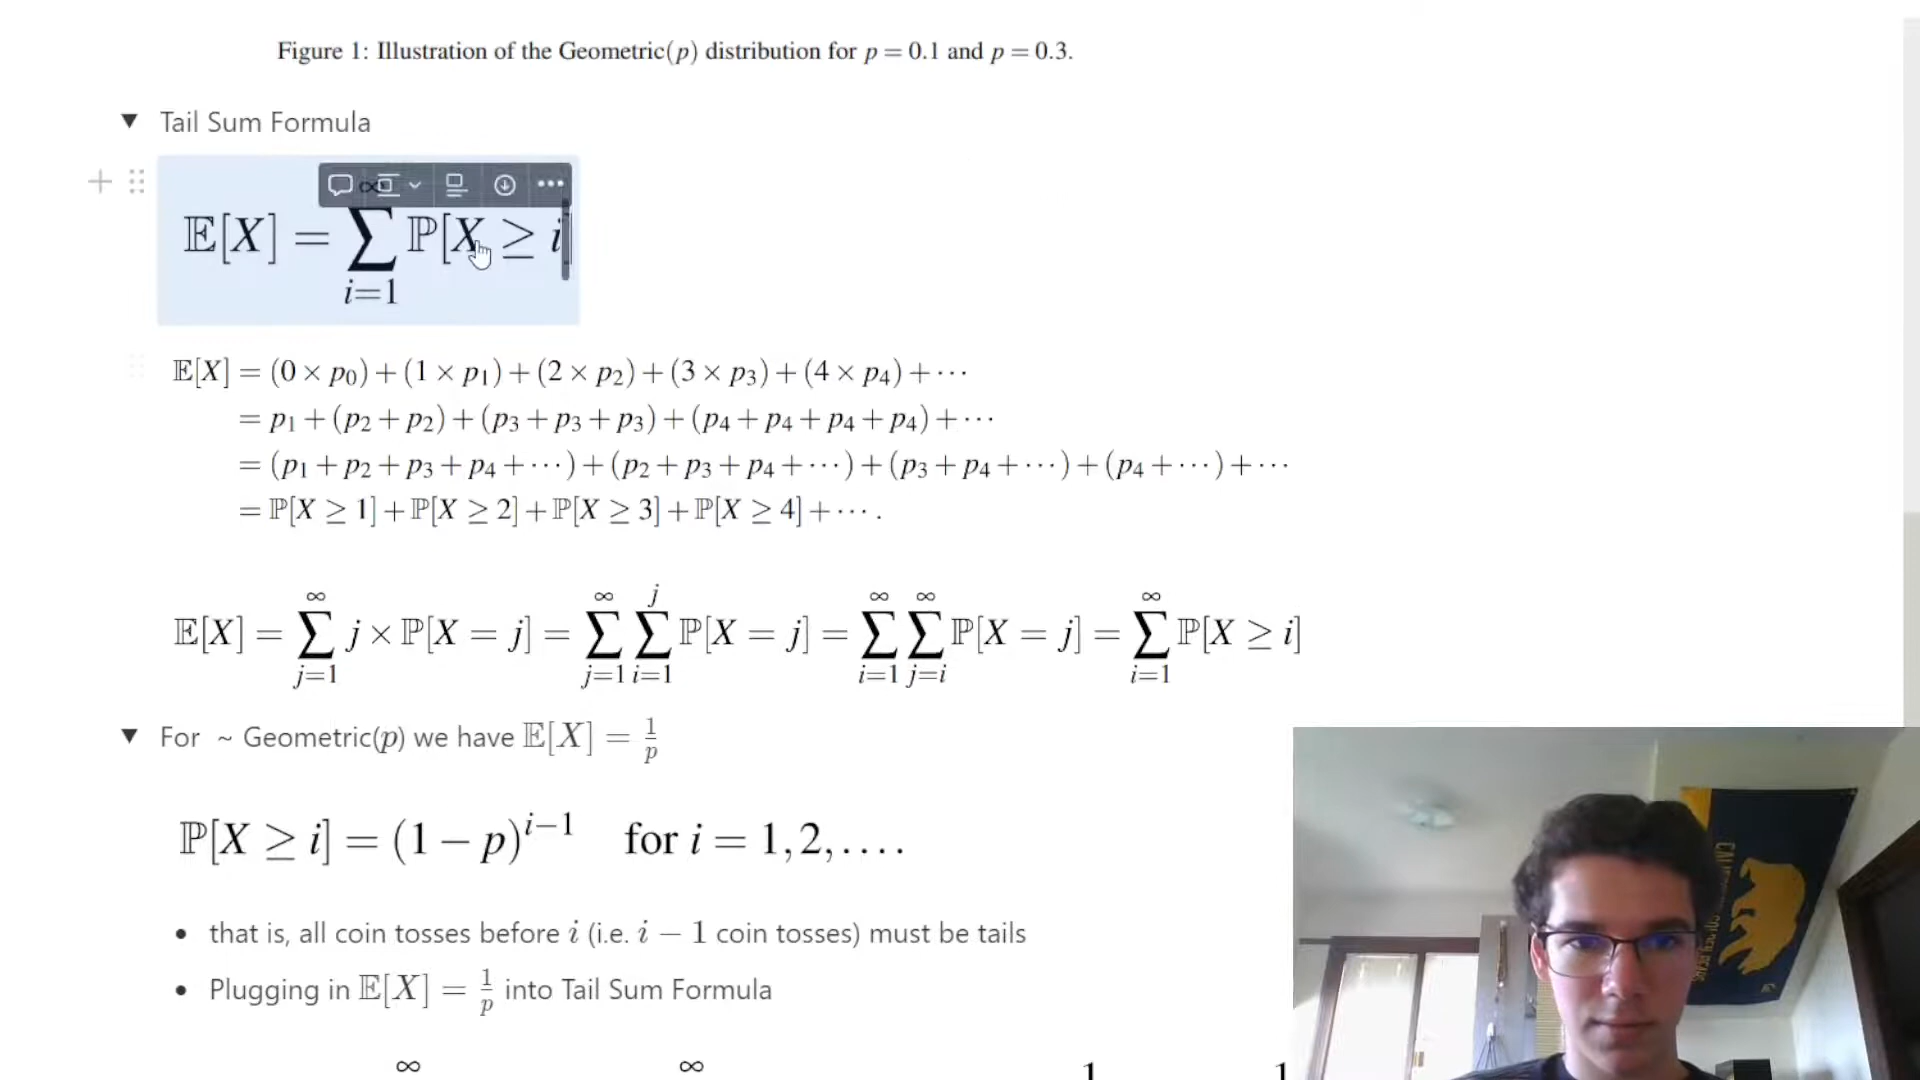 Figure 1: Illustration of the Geometric(p) distribution for p = 0.1 and p = 0.3.
▼ Tail Sum Formula
𝔼[X] = ∑_{i=1}^{∞} ℙ[X ≥ i]
𝔼[X] = (0 × p₀) + (1 × p₁) + (2 × p₂) + (3 × p₃) + (4 × p₄) + ⋯
= p₁ + (p₂ + p₂) + (p₃ + p₃ + p₃) + (p₄ + p₄ + p₄ + p₄) + ⋯
= (p₁ + p₂ + p₃ + p₄ + ⋯) + (p₂ + p₃ + p₄ + ⋯) + (p₃ + p₄ + ⋯) + (p₄ + ⋯) + ⋯
= ℙ[X ≥ 1] + ℙ[X ≥ 2] + ℙ[X ≥ 3] + ℙ[X ≥ 4] + ⋯ .
𝔼[X] = ∑_{j=1}^{∞} j × ℙ[X = j] = ∑_{j=1}^{∞} ∑_{i=1}^{j} ℙ[X = j] = ∑_{i=1}^{∞} ∑_{j=i}^{∞} ℙ[X = j] = ∑_{i=1}^{∞} ℙ[X ≥ i]
▼ For ~ Geometric(p) we have 𝔼[X] = 1/p
ℙ[X ≥ i] = (1 − p)^{i−1} for i = 1,2,....
• that is, all coin tosses before i (i.e. i − 1 coin tosses) must be tails
• Plugging in 𝔼[X] = 1/p into Tail Sum Formula
∞ ∞ 1 1